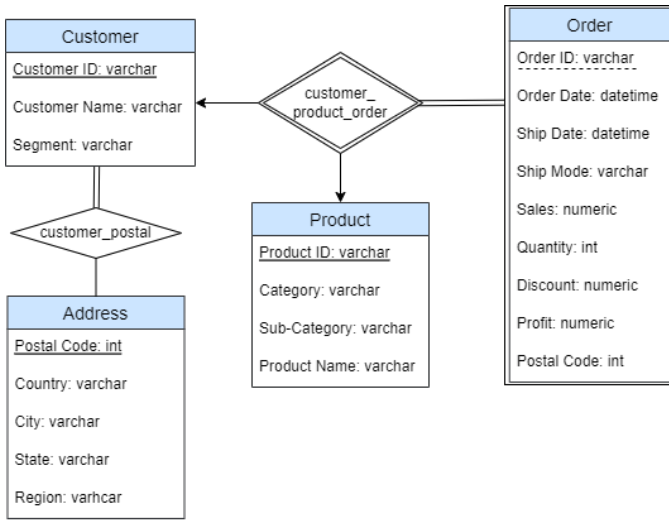 Customer
Customer ID: varchar
Customer Name: varchar
Segment: varchar
customer_
product_order
Order
Order ID: varchar
Order Date: datetime
Ship Date: datetime
Ship Mode: varchar
Sales: numeric
Quantity: int
Discount: numeric
Profit: numeric
Postal Code: int
customer_postal
Product
Product ID: varchar
Category: varchar
Sub-Category: varchar
Product Name: varchar
Address
Postal Code: int
Country: varchar
City: varchar
State: varchar
Region: varhcar